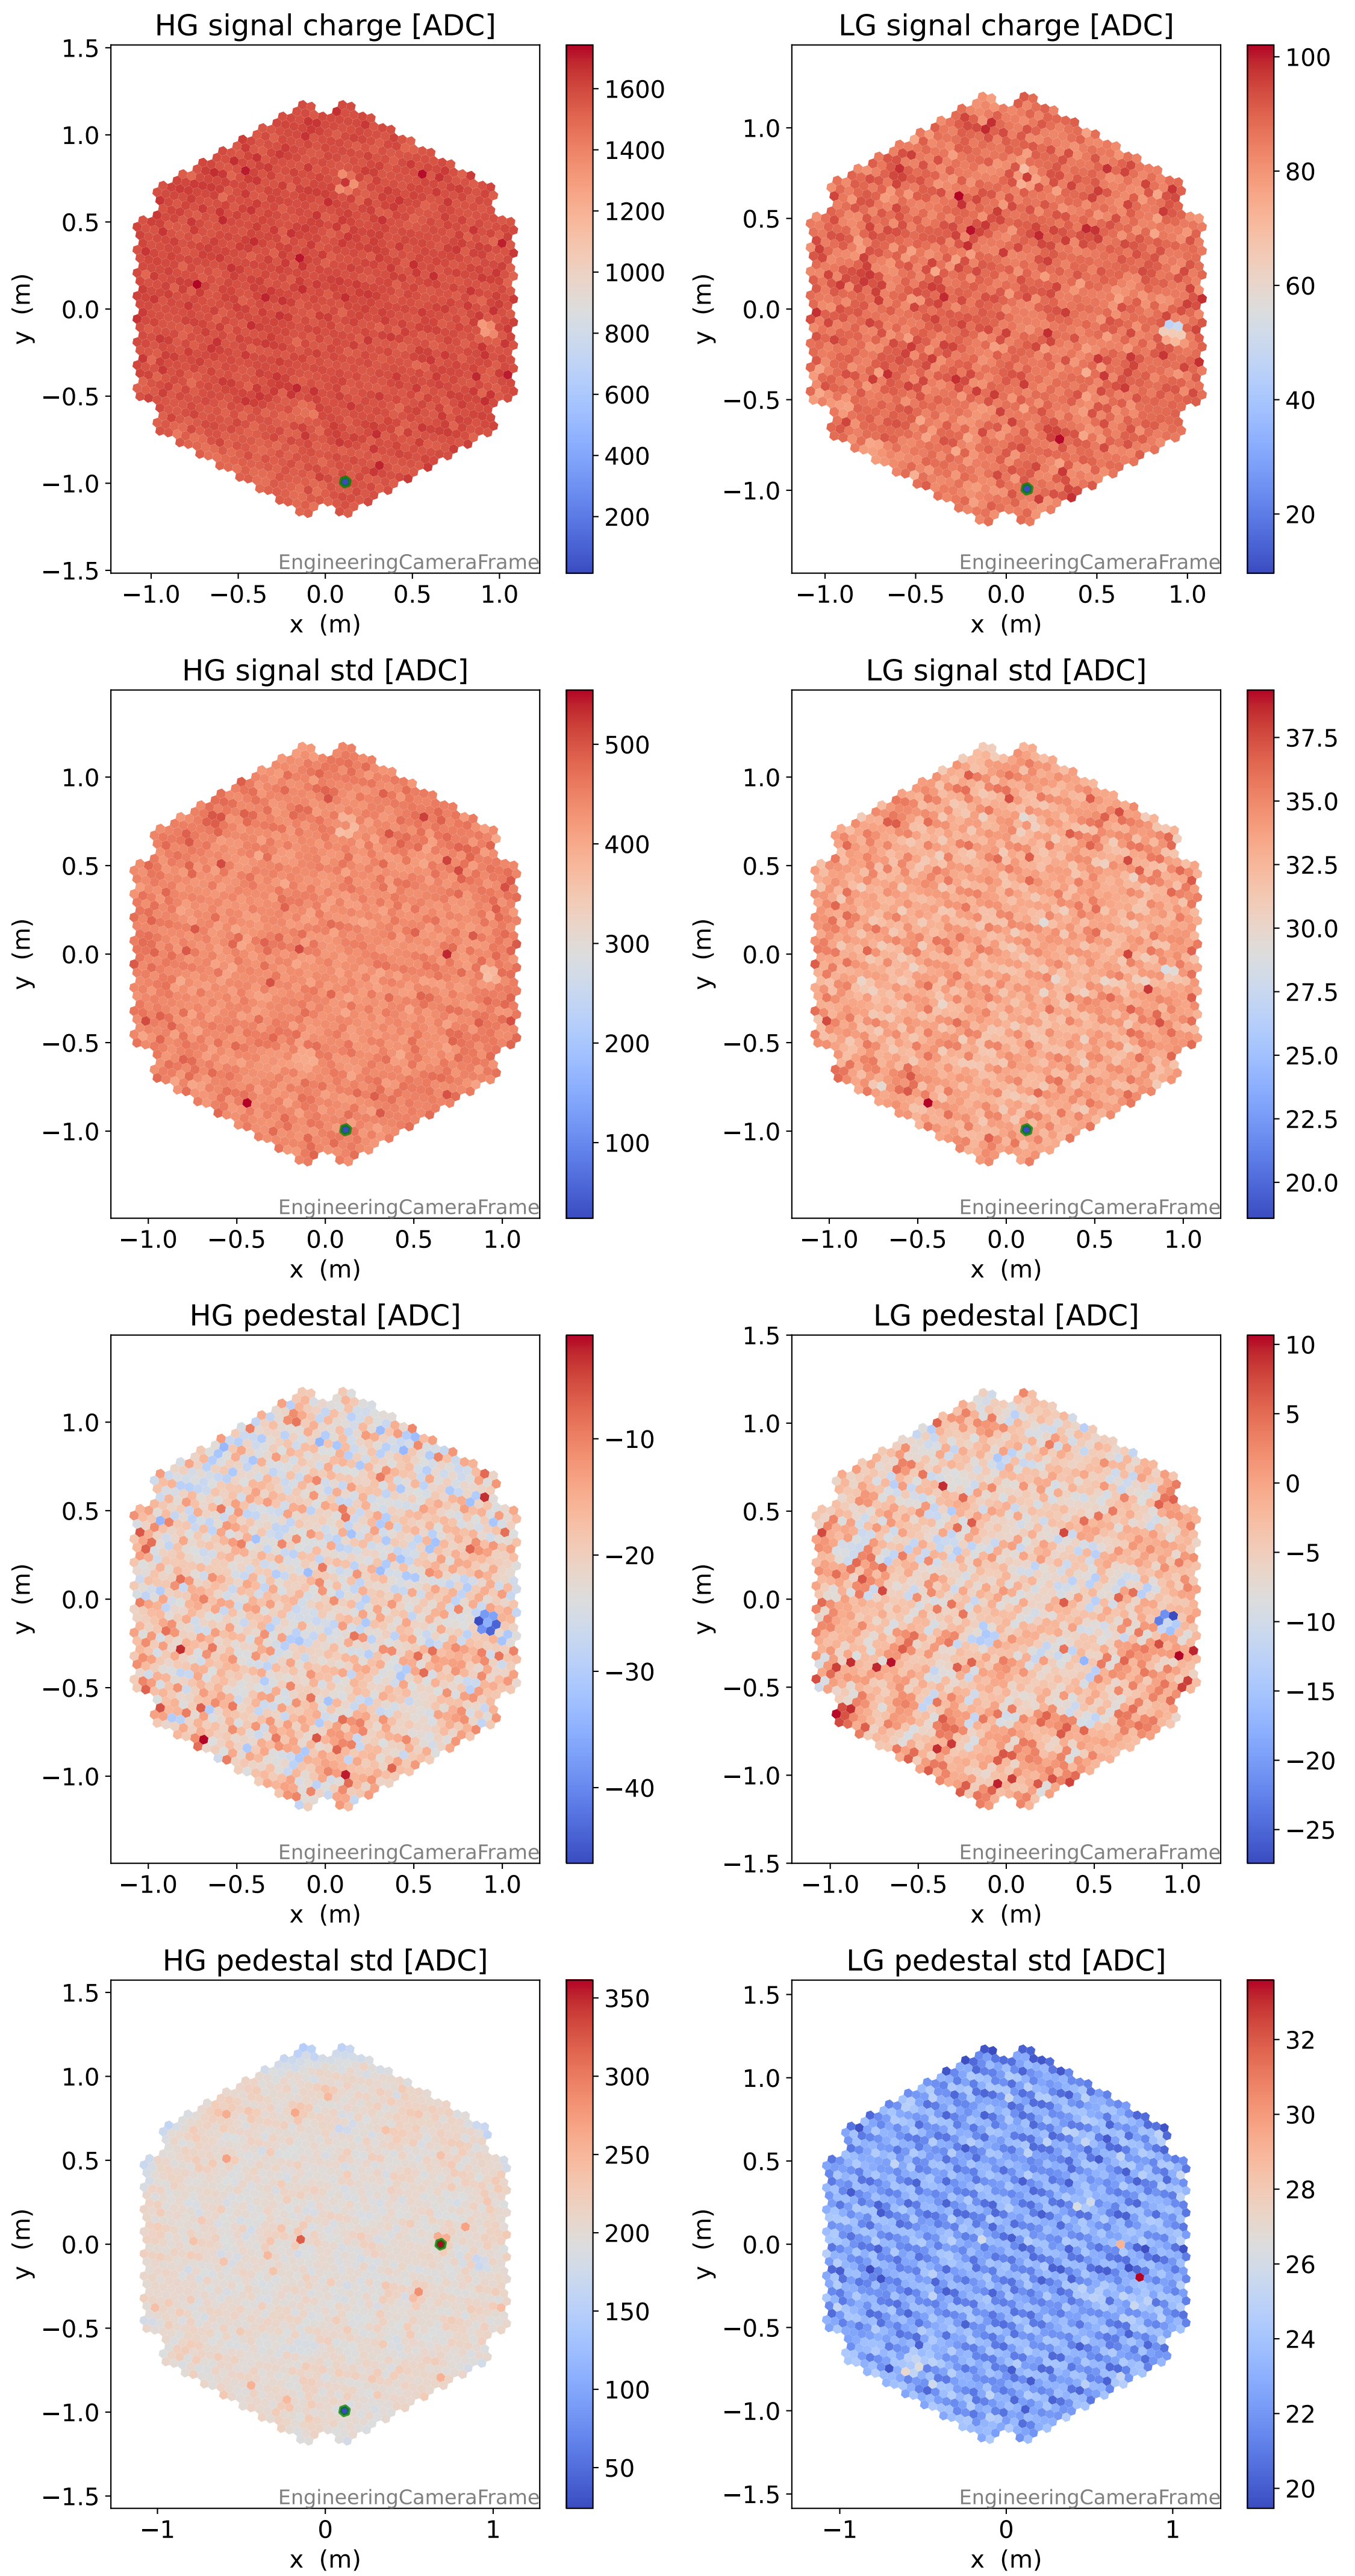 HG signal charge [ADC]
1.5
1.0
0.5
0.0
−0.5
−1.0
−1.5
y (m)
−1.0 −0.5 0.0 0.5 1.0
x (m)
EngineeringCameraFrame
1600
1400
1200
1000
800
600
400
200
LG signal charge [ADC]
1.0
0.5
0.0
−0.5
−1.0
y (m)
−1.0 −0.5 0.0 0.5 1.0
x (m)
EngineeringCameraFrame
100
80
60
40
20
HG signal std [ADC]
1.0
0.5
0.0
−0.5
−1.0
y (m)
−1.0 −0.5 0.0 0.5 1.0
x (m)
EngineeringCameraFrame
500
400
300
200
100
LG signal std [ADC]
1.0
0.5
0.0
−0.5
−1.0
y (m)
−1.0 −0.5 0.0 0.5 1.0
x (m)
EngineeringCameraFrame
37.5
35.0
32.5
30.0
27.5
25.0
22.5
20.0
HG pedestal [ADC]
1.0
0.5
0.0
−0.5
−1.0
y (m)
−1.0 −0.5 0.0 0.5 1.0
x (m)
EngineeringCameraFrame
−10
−20
−30
−40
LG pedestal [ADC]
1.5
1.0
0.5
0.0
−0.5
−1.0
−1.5
y (m)
−1.0 −0.5 0.0 0.5 1.0
x (m)
EngineeringCameraFrame
10
5
0
−5
−10
−15
−20
−25
HG pedestal std [ADC]
1.5
1.0
0.5
0.0
−0.5
−1.0
−1.5
y (m)
−1 0 1
x (m)
EngineeringCameraFrame
350
300
250
200
150
100
50
LG pedestal std [ADC]
1.5
1.0
0.5
0.0
−0.5
−1.0
−1.5
y (m)
−1 0 1
x (m)
EngineeringCameraFrame
32
30
28
26
24
22
20